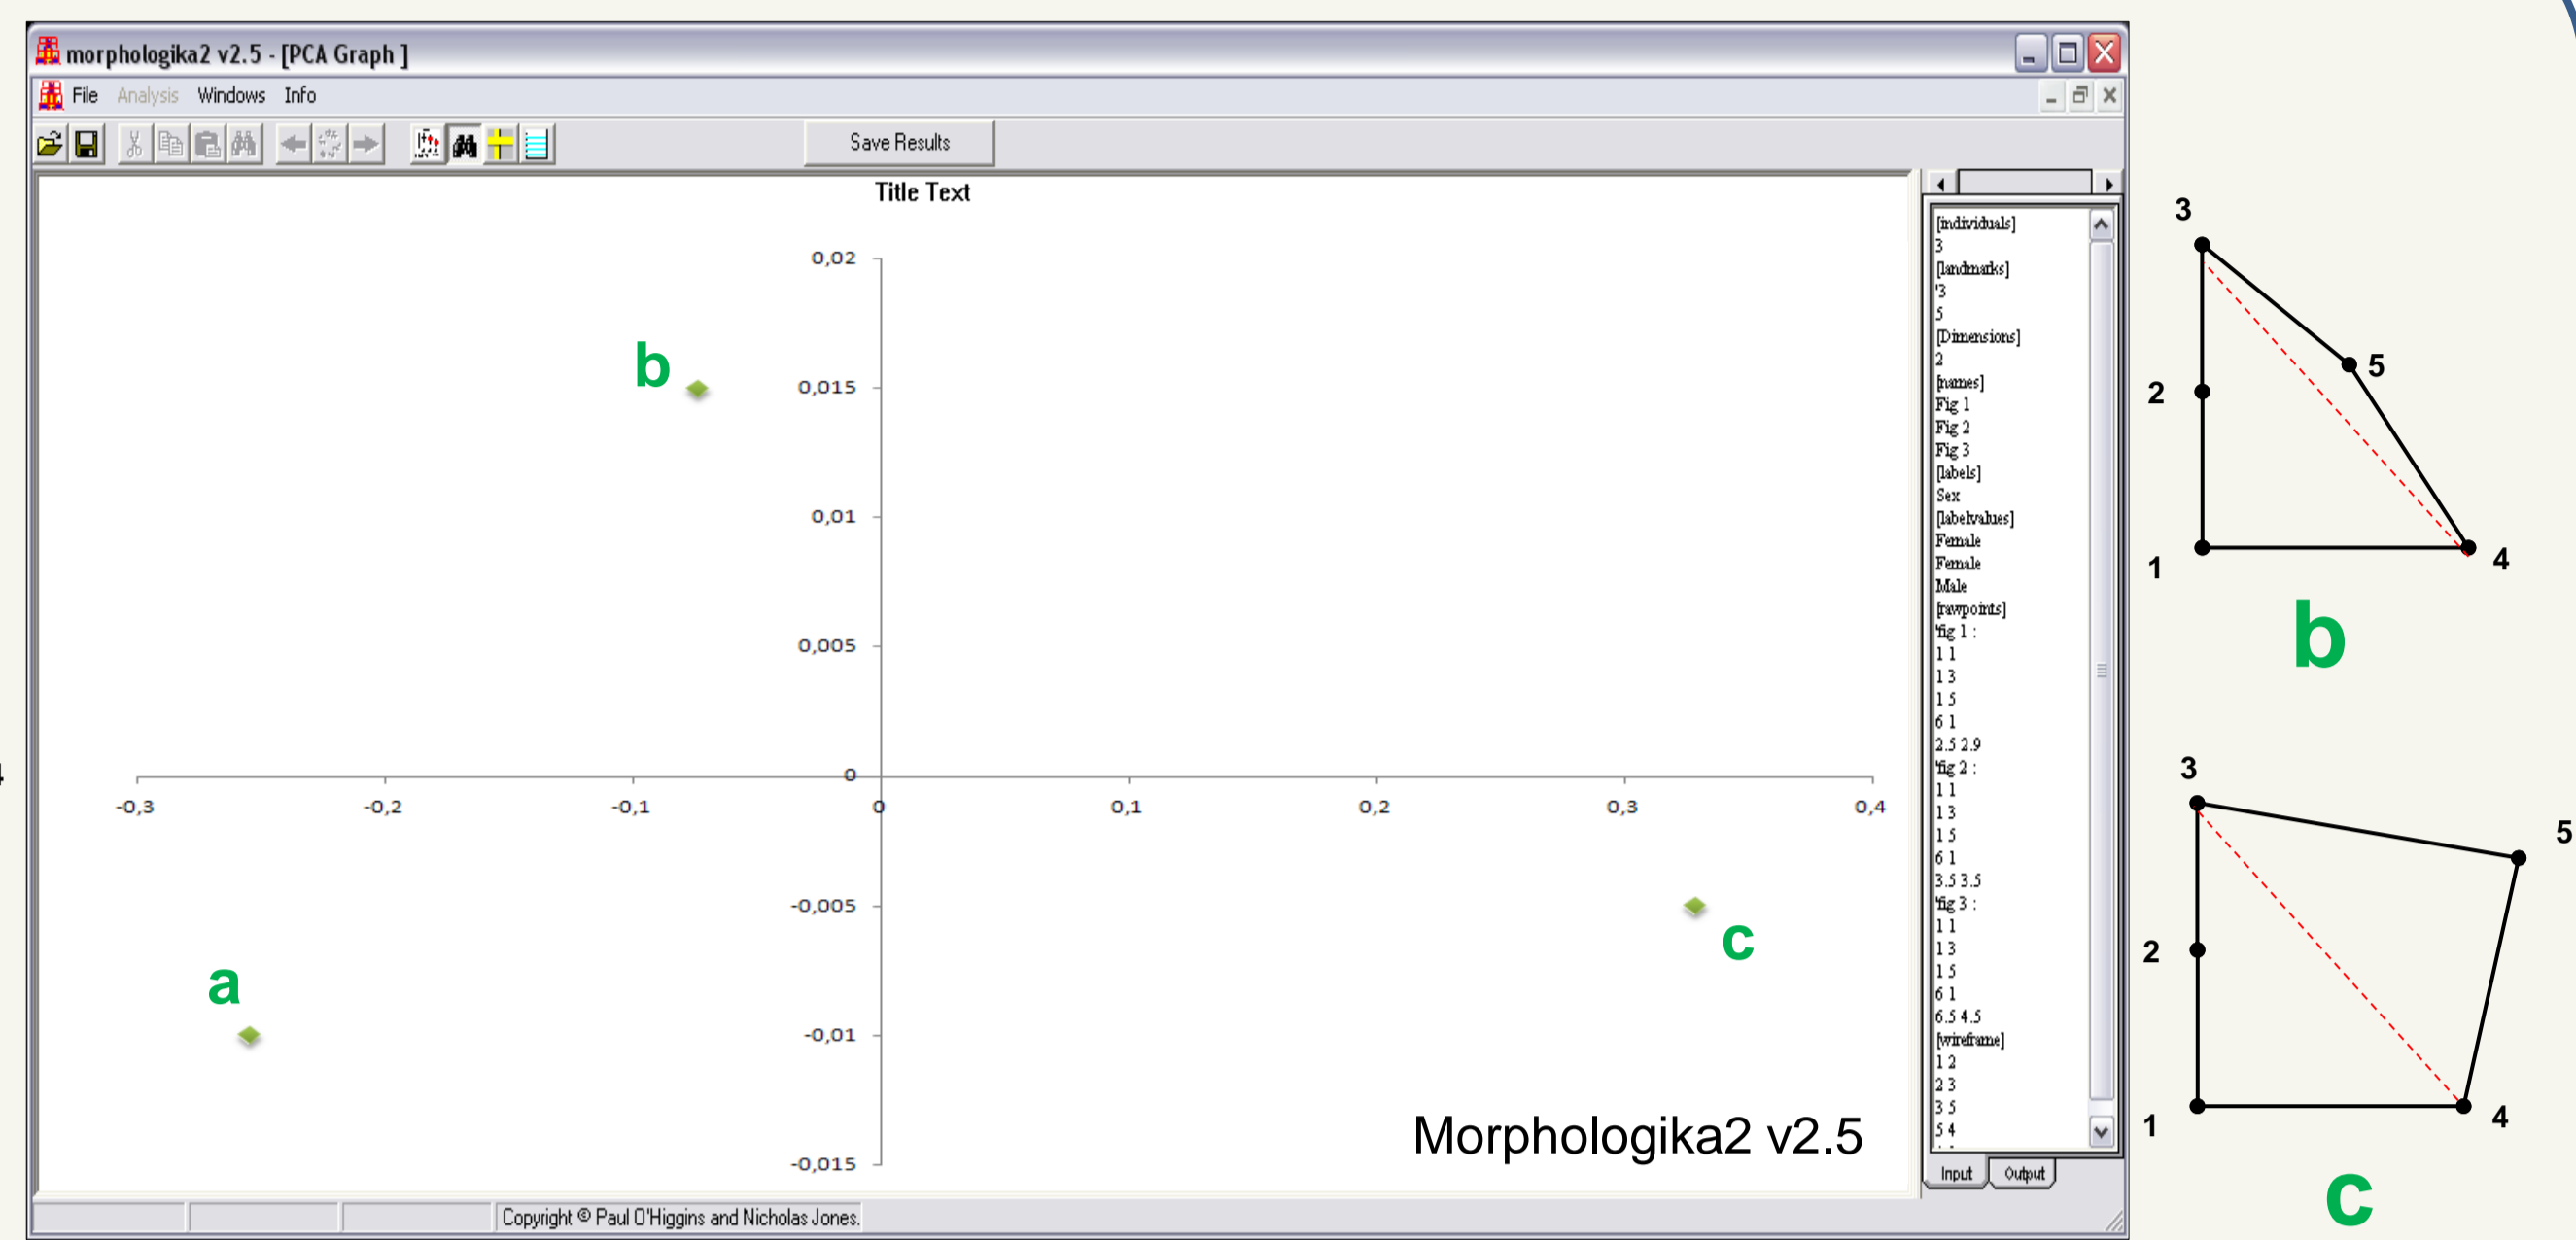 morphologika2 v2.5 - [PCA Graph ]
File Analysis Windows Info
Save Results
Title Text
0,02
0,015
0,01
0,005
0
-0,005
-0,01
-0,015
-0,3 -0,2 -0,1 0 0,1 0,2 0,3 0,4
b
a
c
Morphologika2 v2.5
[individuals]
3
[landmarks]
'3
5
[Dimensions]
2
[names]
Fig 1
Fig 2
Fig 3
[labels]
Sex
[labelvalues]
Female
Female
Male
[rawpoints]
'fig 1 :
1 1
1 3
1 5
6 1
2.5 2.9
'fig 2 :
1 1
1 3
1 5
6 1
3.5 3.5
'fig 3 :
1 1
1 3
1 5
6 1
6.5 4.5
[wireframe]
1 2
2 3
3 5
5 4
Input Output
Copyright © Paul O'Higgins and Nicholas Jones.
3
5
2
1
4
b
3
5
2
1
4
c